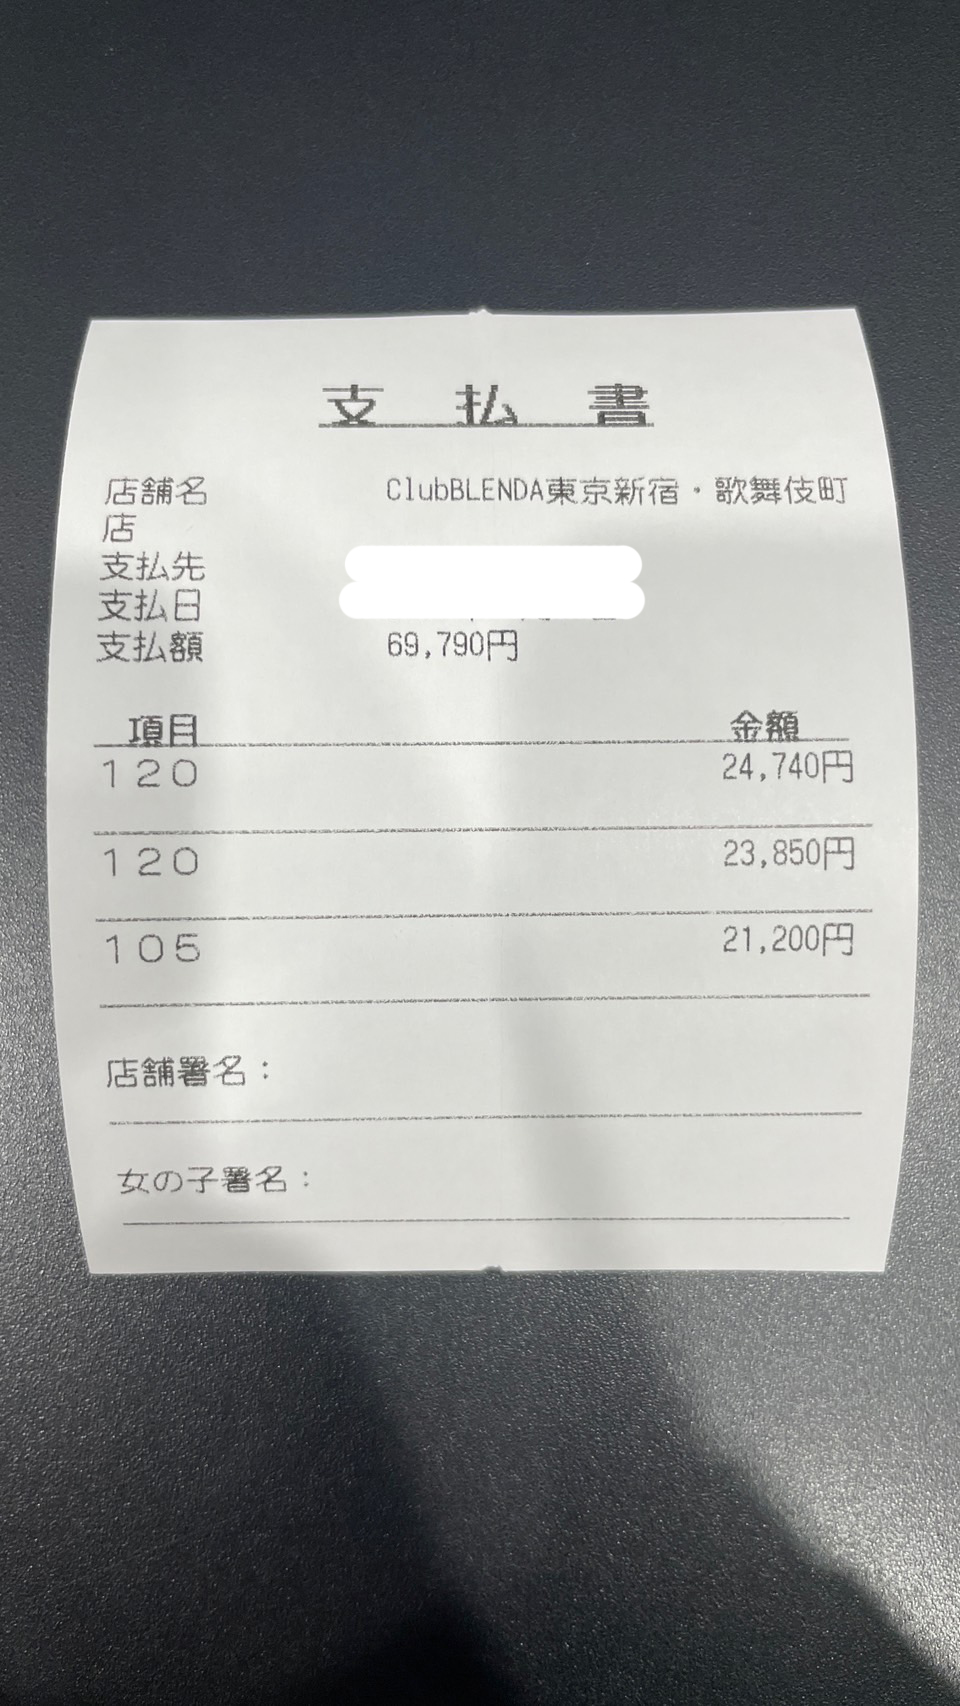 支 払 書
店舗名 ClubBLENDA東京新宿・歌舞伎町
店
支払先
支払日
支払額 69,790円
項目 金額
120 24,740円
120 23,850円
105 21,200円
店舗署名：
女の子署名：